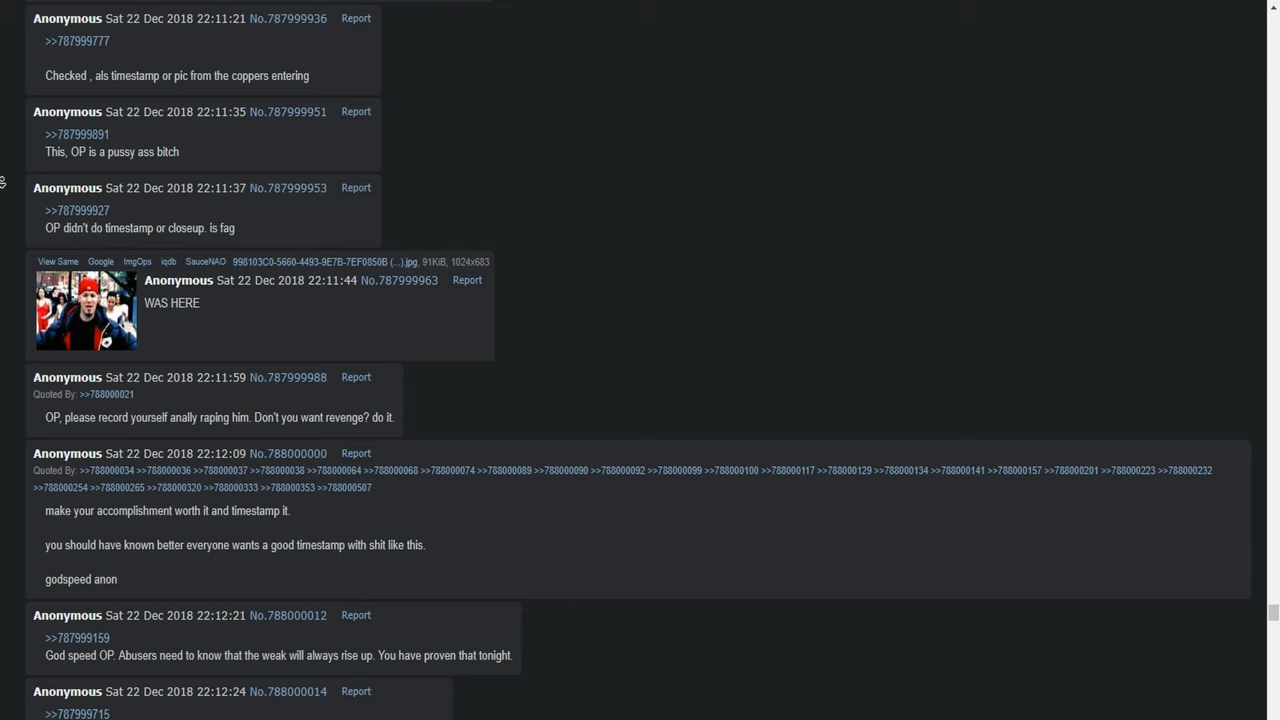 Anonymous Sat 22 Dec 2018 22:11:21 No.787999936 Report
>>787999777
Checked , als timestamp or pic from the coppers entering
Anonymous Sat 22 Dec 2018 22:11:35 No.787999951 Report
>>787999891
This, OP is a pussy ass bitch
Anonymous Sat 22 Dec 2018 22:11:37 No.787999953 Report
>>787999927
OP didn't do timestamp or closeup. is fag
View Same Google ImgOps iqdb SauceNAO 998103C0-5660-4493-9E7B-7EF0850B (...).jpg, 91KiB, 1024x683
Anonymous Sat 22 Dec 2018 22:11:44 No.787999963 Report
WAS HERE
Anonymous Sat 22 Dec 2018 22:11:59 No.787999988 Report
Quoted By: >>788000021
OP, please record yourself anally raping him. Don't you want revenge? do it.
Anonymous Sat 22 Dec 2018 22:12:09 No.788000000 Report
Quoted By: >>788000034 >>788000036 >>788000037 >>788000038 >>788000064 >>788000068 >>788000074 >>788000089 >>788000090 >>788000092 >>788000099 >>788000100 >>788000117 >>788000129 >>788000134 >>788000141 >>788000157 >>788000201 >>788000223 >>788000232
>>788000254 >>788000265 >>788000320 >>788000333 >>788000353 >>788000507
make your accomplishment worth it and timestamp it.
you should have known better everyone wants a good timestamp with shit like this.
godspeed anon
Anonymous Sat 22 Dec 2018 22:12:21 No.788000012 Report
>>787999159
God speed OP. Abusers need to know that the weak will always rise up. You have proven that tonight.
Anonymous Sat 22 Dec 2018 22:12:24 No.788000014 Report
>>787999715